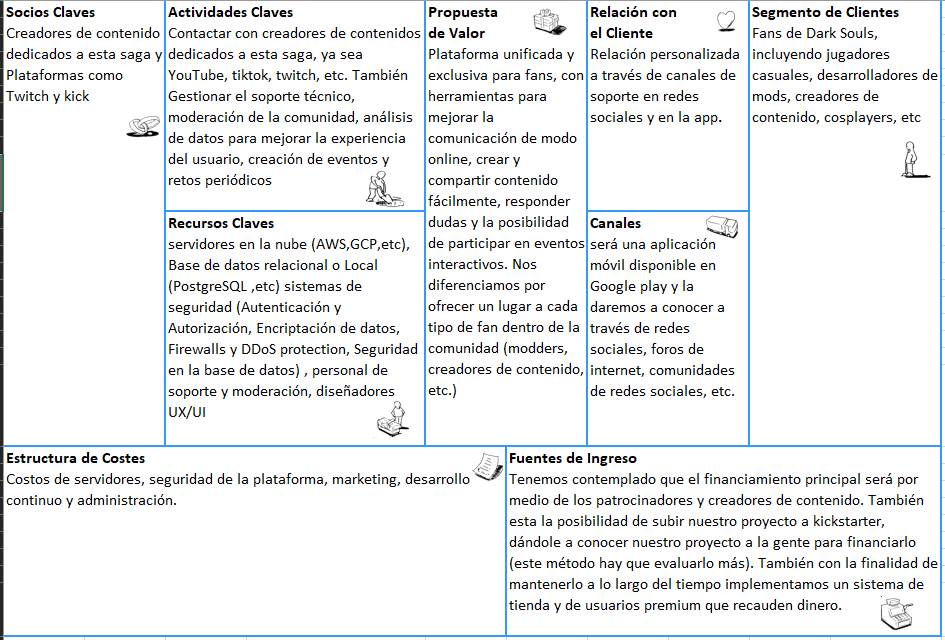 Socios Claves
Creadores de contenido
dedicados a esta saga y
Plataformas como
Twitch y kick
Actividades Claves
Contactar con creadores de contenidos
dedicados a esta saga, ya sea
YouTube, tiktok, twitch, etc. También
Gestionar el soporte técnico,
moderación de la comunidad, análisis
de datos para mejorar la experiencia
del usuario, creación de eventos y
retos periódicos
Recursos Claves
servidores en la nube (AWS,GCP,etc),
Base de datos relacional o Local
(PostgreSQL ,etc) sistemas de
seguridad (Autenticación y
Autorización, Encriptación de datos,
Firewalls y DDoS protection, Seguridad
en la base de datos) , personal de
soporte y moderación, diseñadores
UX/UI
Propuesta
de Valor
Plataforma unificada y
exclusiva para fans, con
herramientas para
mejorar la
comunicación de modo
online, crear y
compartir contenido
fácilmente, responder
dudas y la posibilidad
de participar en eventos
interactivos. Nos
diferenciamos por
ofrecer un lugar a cada
tipo de fan dentro de la
comunidad (modders,
creadores de contenido,
etc.)
Relación con
el Cliente
Relación personalizada
a través de canales de
soporte en redes
sociales y en la app.
Canales
será una aplicación
móvil disponible en
Google play y la
daremos a conocer a
través de redes
sociales, foros de
internet, comunidades
de redes sociales, etc.
Segmento de Clientes
Fans de Dark Souls,
incluyendo jugadores
casuales, desarrolladores de
mods, creadores de
contenido, cosplayers, etc
Estructura de Costes
Costos de servidores, seguridad de la plataforma, marketing, desarrollo
continuo y administración.
Fuentes de Ingreso
Tenemos contemplado que el financiamiento principal será por
medio de los patrocinadores y creadores de contenido. También
esta la posibilidad de subir nuestro proyecto a kickstarter,
dándole a conocer nuestro proyecto a la gente para financiarlo
(este método hay que evaluarlo más). También con la finalidad de
mantenerlo a lo largo del tiempo implementamos un sistema de
tienda y de usuarios premium que recauden dinero.